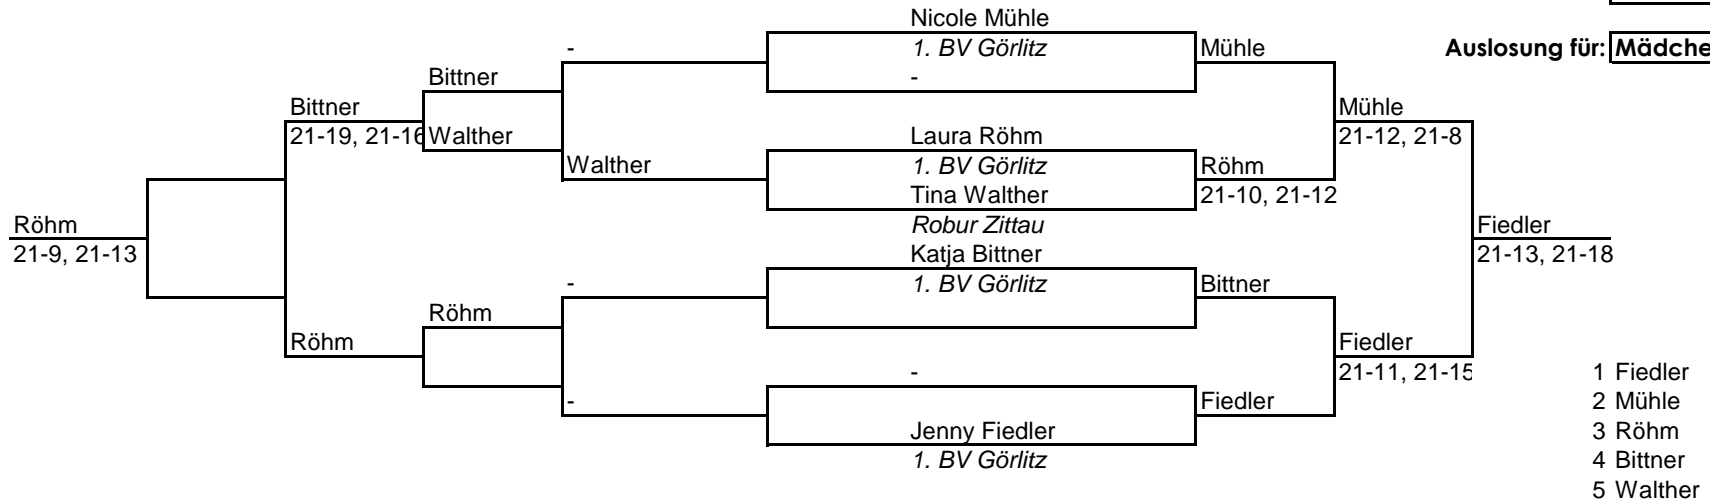 Nicole Mühle
- 1. BV Görlitz Mühle Auslosung für: Mädche
Bittner -
Bittner Mühle
21-19, 21-16 Walther Laura Röhm 21-12, 21-8
Walther 1. BV Görlitz Röhm
Tina Walther 21-10, 21-12
Röhm Robur Zittau Fiedler
21-9, 21-13 Katja Bittner 21-13, 21-18
- 1. BV Görlitz Bittner
Röhm
Röhm Fiedler
- 21-11, 21-15 1 Fiedler
- Fiedler 2 Mühle
Jenny Fiedler 3 Röhm
1. BV Görlitz 4 Bittner
5 Walther